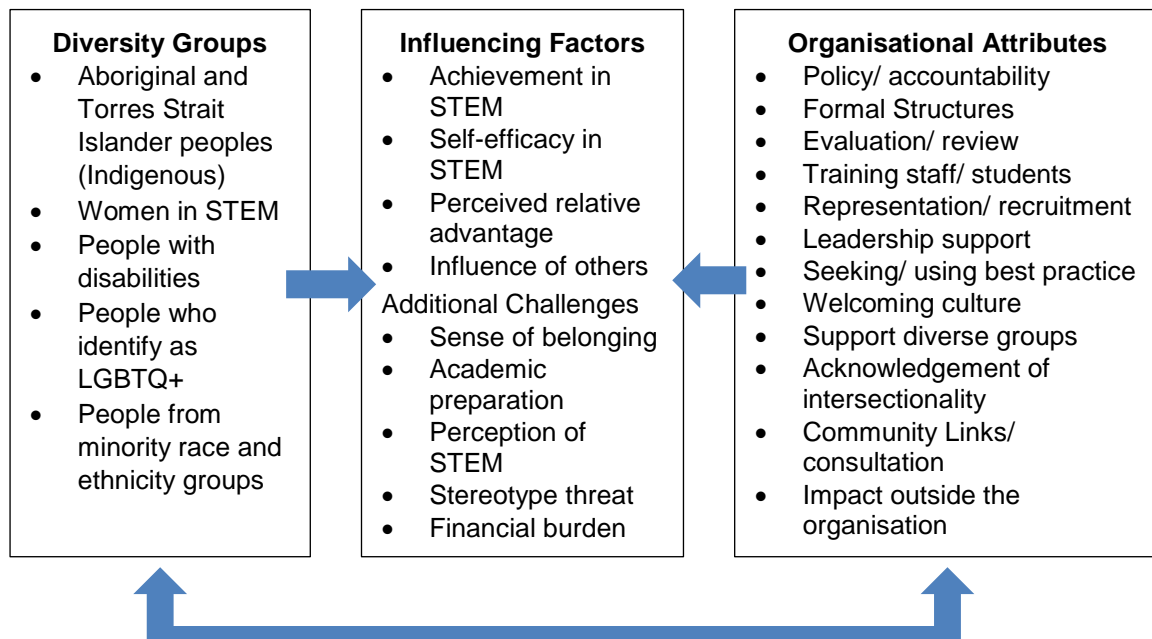 Diversity Groups
• Aboriginal and
Torres Strait
Islander peoples
(Indigenous)
• Women in STEM
• People with
disabilities
• People who
identify as
LGBTQ+
• People from
minority race and
ethnicity groups
Influencing Factors
• Achievement in
STEM
• Self-efficacy in
STEM
• Perceived relative
advantage
• Influence of others
Additional Challenges
• Sense of belonging
• Academic
preparation
• Perception of
STEM
• Stereotype threat
• Financial burden
Organisational Attributes
• Policy/ accountability
• Formal Structures
• Evaluation/ review
• Training staff/ students
• Representation/ recruitment
• Leadership support
• Seeking/ using best practice
• Welcoming culture
• Support diverse groups
• Acknowledgement of
intersectionality
• Community Links/
consultation
• Impact outside the
organisation